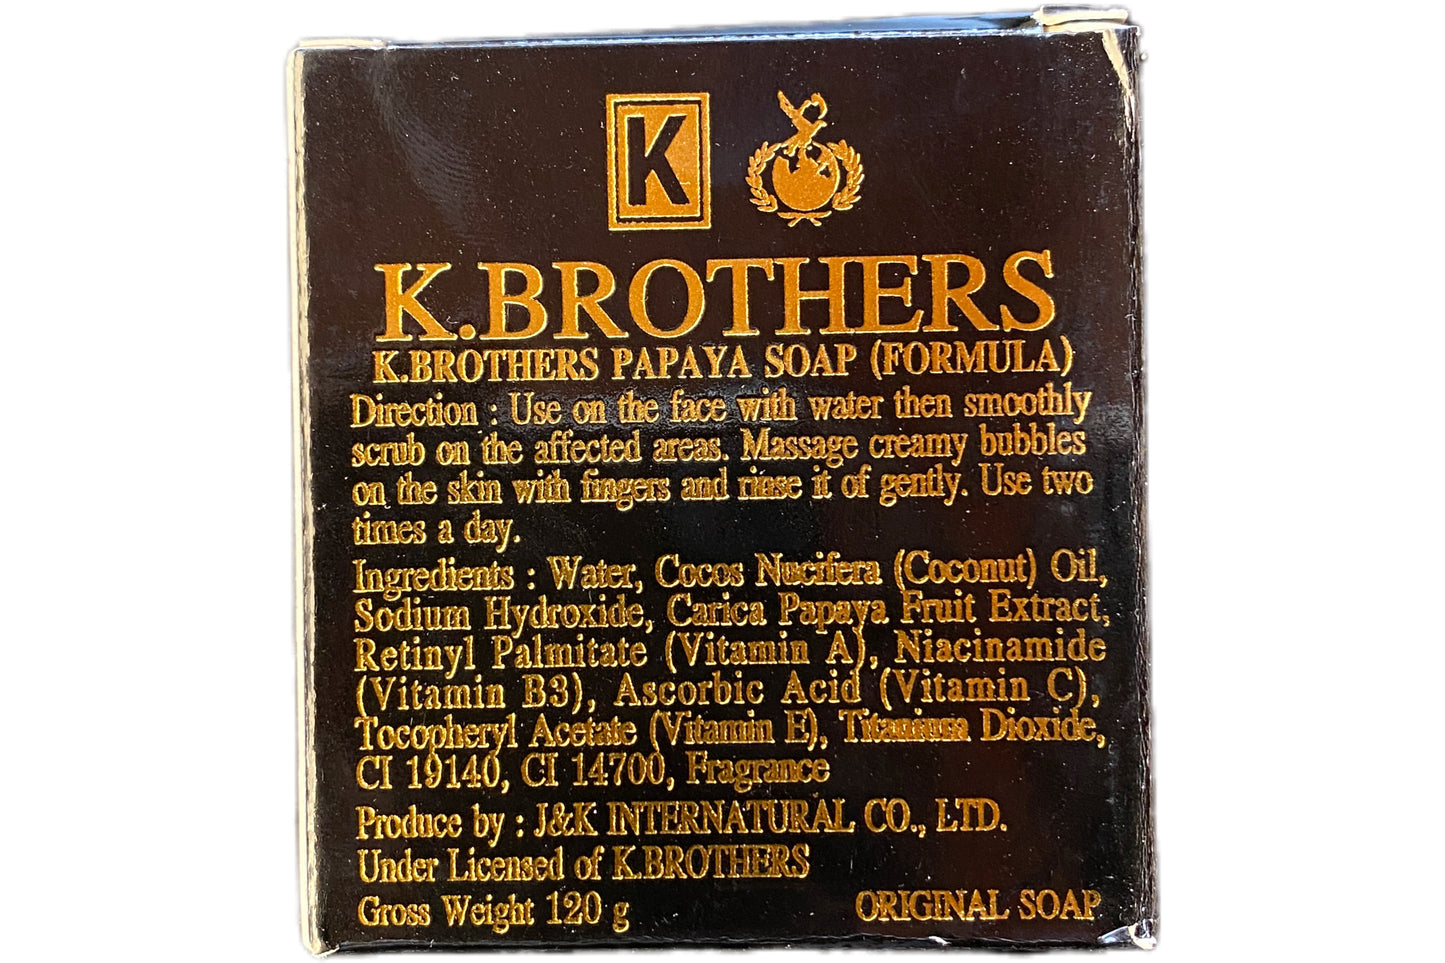 K
K.BROTHERS
K.BROTHERS PAPAYA SOAP (FORMULA)
Direction : Use on the face with water then smoothly
scrub on the affected areas. Massage creamy bubbles
on the skin with fingers and rinse it of gently. Use two
times a day.
Ingredients : Water, Cocos Nucifera (Coconut) Oil,
Sodium Hydroxide, Carica Papaya Fruit Extract,
Retinyl Palmitate (Vitamin A), Niacinamide
(Vitamin B3), Ascorbic Acid (Vitamin C),
Tocopheryl Acetate (Vitamin E), Titanium Dioxide,
CI 19140, CI 14700, Fragrance
Produce by : J&K INTERNATURAL CO., LTD.
Under Licensed of K.BROTHERS
Gross Weight 120 g ORIGINAL SOAP